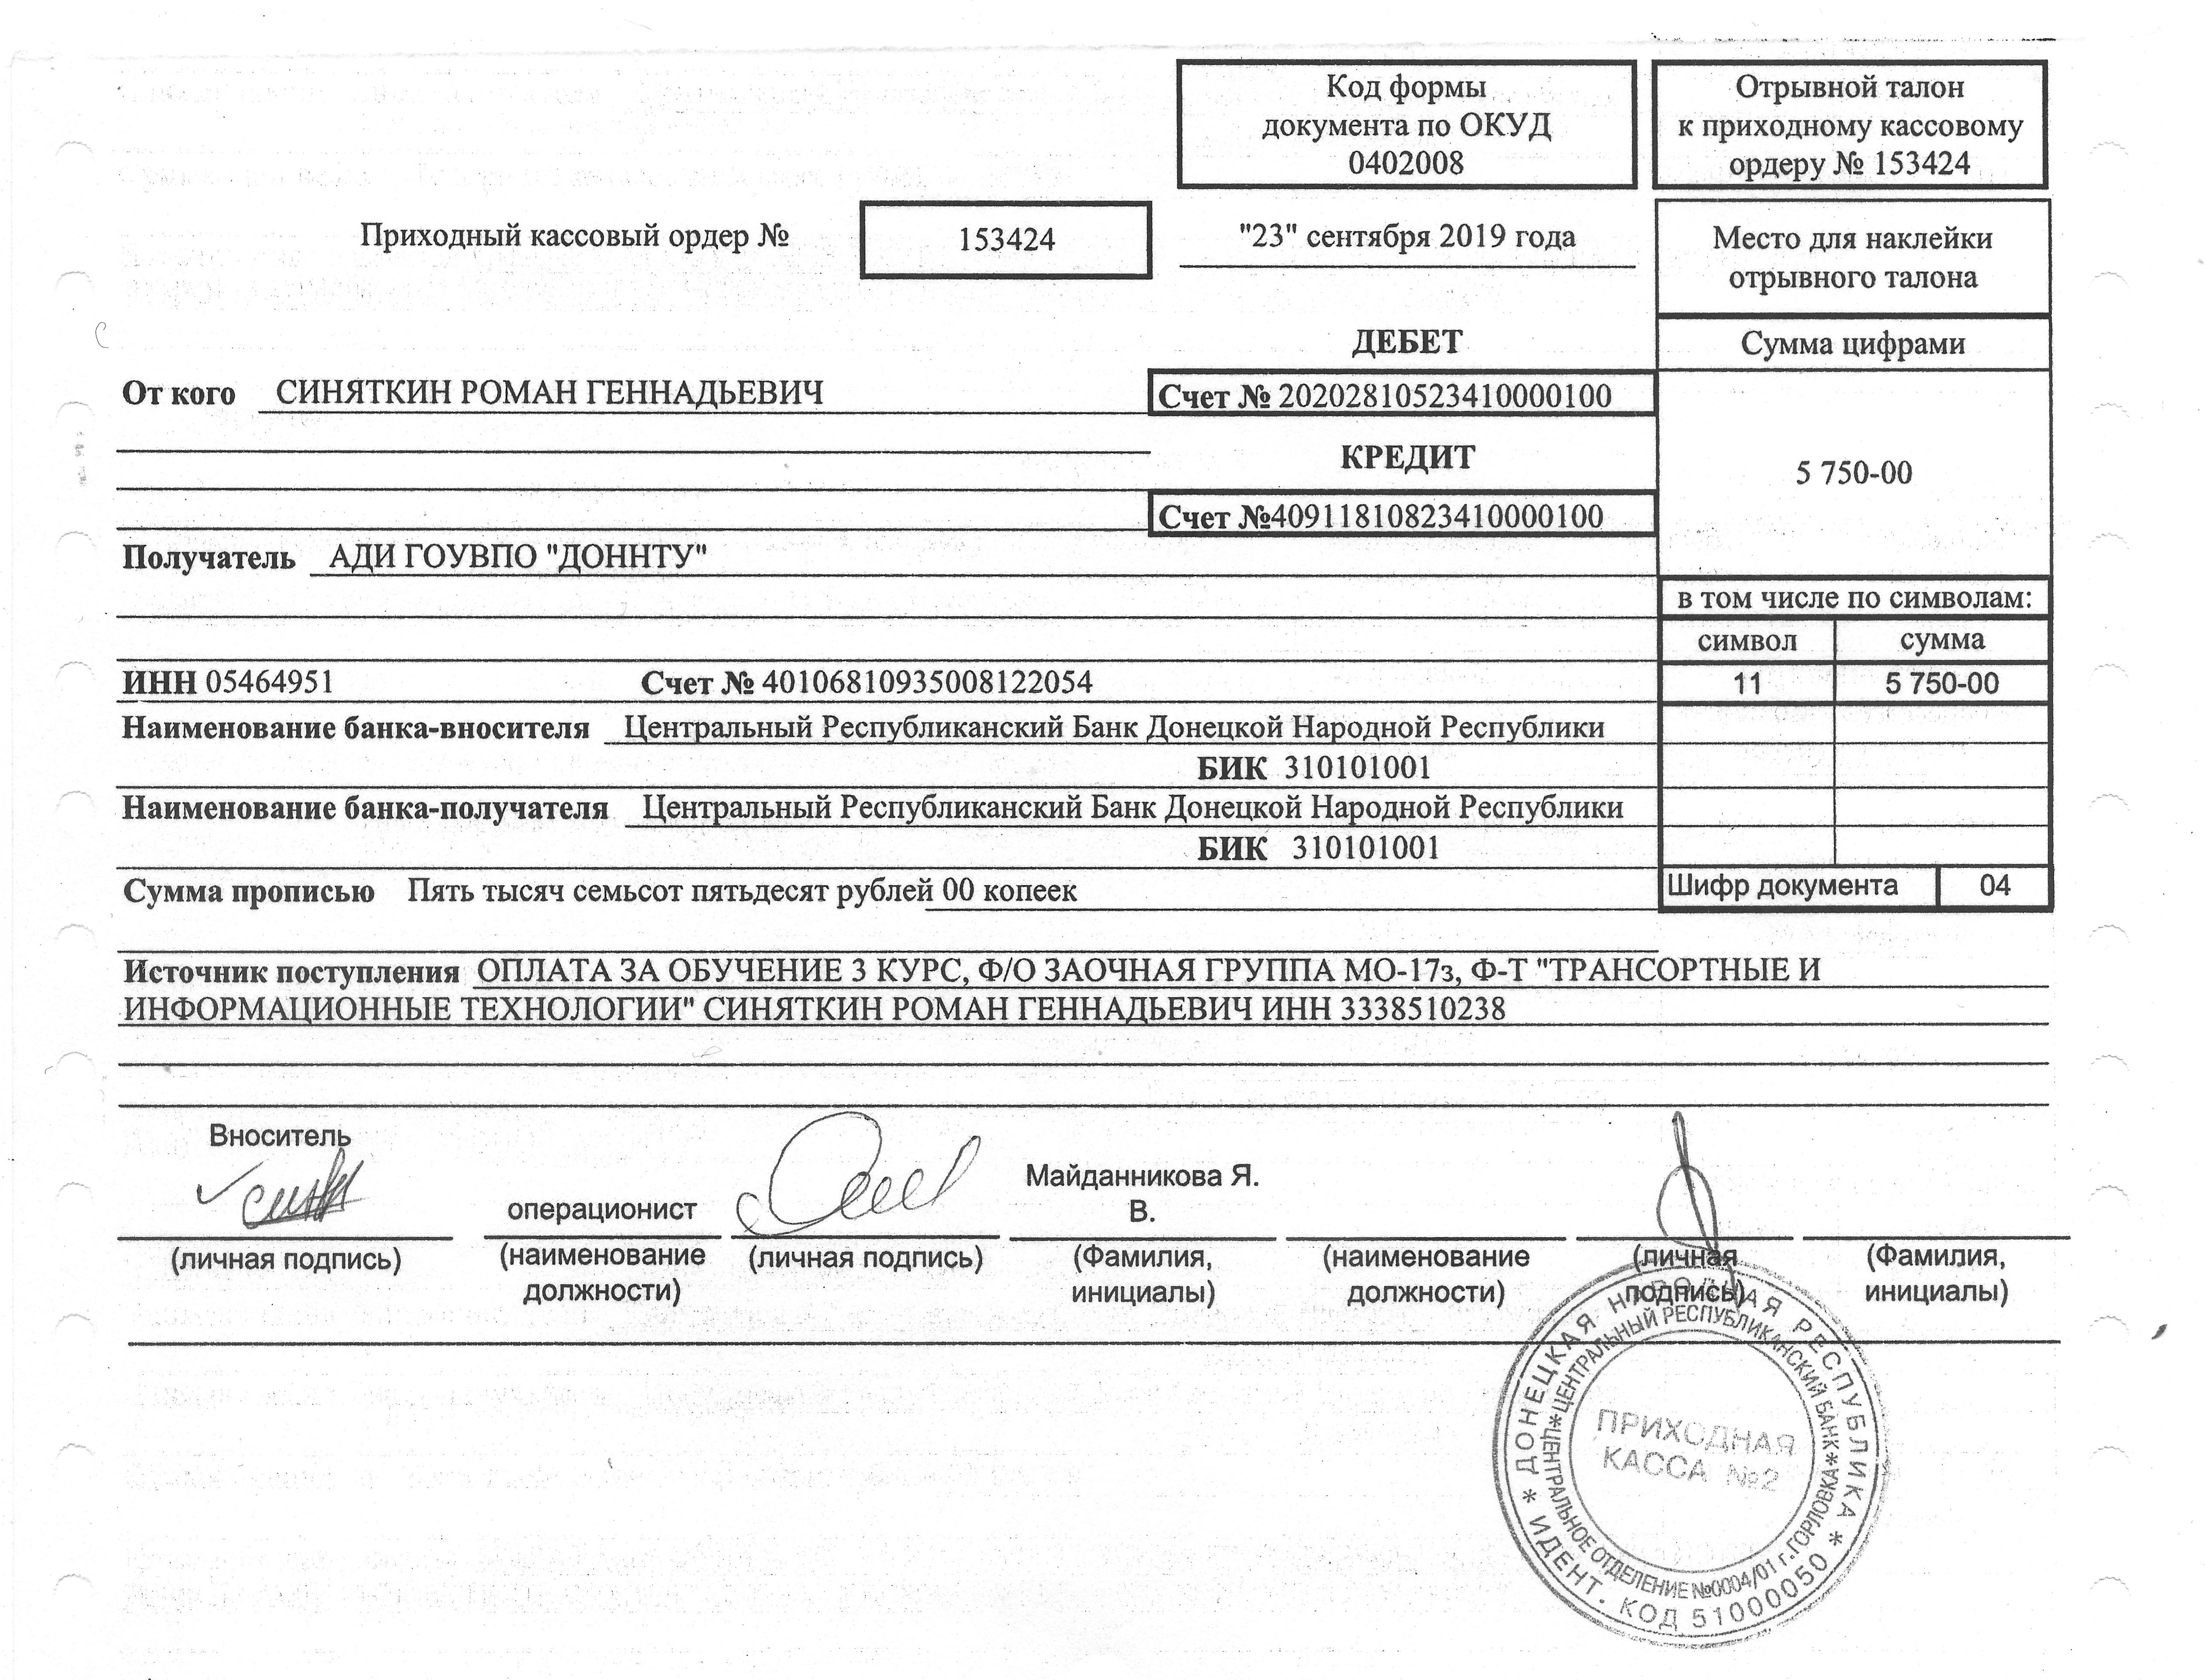 Код формы
документа по ОКУД
0402008
Отрывной талон
к приходному кассовому
ордеру № 153424
Приходный кассовый ордер № 153424 "23" сентября 2019 года
Место для наклейки
отрывного талона
ДЕБЕТ
Сумма цифрами
От кого СИНЯТКИН РОМАН ГЕННАДЬЕВИЧ Счет № 20202810523410000100
КРЕДИТ
5 750-00
Счет №40911810823410000100
Получатель АДИ ГОУВПО "ДОННТУ"
в том числе по символам:
символ сумма
ИНН 05464951 Счет № 40106810935008122054 11 5 750-00
Наименование банка-вносителя Центральный Республиканский Банк Донецкой Народной Республики
БИК 310101001
Наименование банка-получателя Центральный Республиканский Банк Донецкой Народной Республики
БИК 310101001
Сумма прописью Пять тысяч семьсот пятьдесят рублей 00 копеек Шифр документа 04
Источник поступления ОПЛАТА ЗА ОБУЧЕНИЕ 3 КУРС, Ф/О ЗАОЧНАЯ ГРУППА МО-17з, Ф-Т "ТРАНСОРТНЫЕ И
ИНФОРМАЦИОННЫЕ ТЕХНОЛОГИИ" СИНЯТКИН РОМАН ГЕННАДЬЕВИЧ ИНН 3338510238
Вноситель
операционист
Майданникова Я.
В.
(личная подпись) (наименование должности) (личная подпись) (Фамилия, инициалы) (наименование должности) (личная подпись) (Фамилия, инициалы)
* ДОНЕЦКАЯ НАРОДНАЯ РЕСПУБЛИКА *
ИДЕНТ. КОД 51000050
*ЦЕНТРАЛЬНЫЙ РЕСПУБЛИКАНСКИЙ БАНК*
ЦЕНТРАЛЬНОЕ ОТДЕЛЕНИЕ №0004/01 г.ГОРЛОВКА*
ПРИХОДНАЯ
КАССА №2